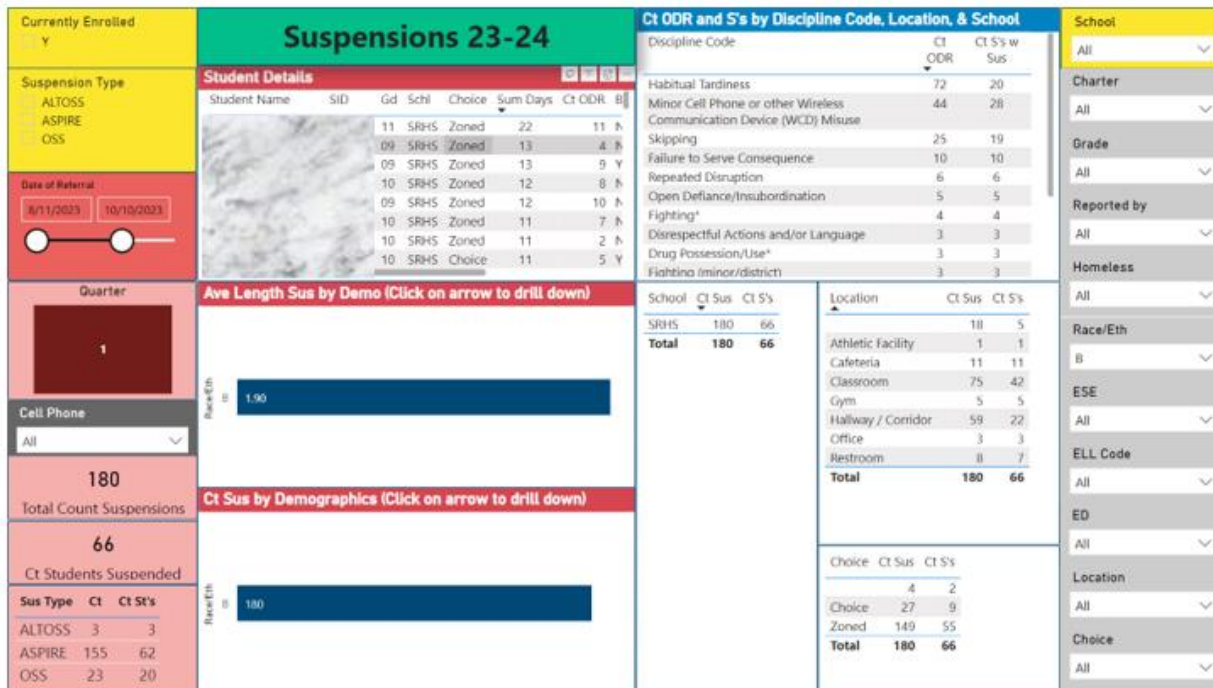 Currently Enrolled
Y
Suspension Type
ALTOSS
ASPIRE
OSS
Date of Referral
8/11/2023 10/10/2023
Quarter
1
Cell Phone
All
180
Total Count Suspensions
66
Ct Students Suspended
Sus Type Ct Ct St's
ALTOSS 3 3
ASPIRE 155 62
OSS 23 20
Suspensions 23-24
Student Details
Student Name SID Gd Schl Choice Sum Days Ct ODR
11 SRHS Zoned 22 11 N
09 SRHS Zoned 13 4 N
09 SRHS Zoned 13 9 Y
10 SRHS Zoned 12 8 N
09 SRHS Zoned 12 10 N
10 SRHS Zoned 11 7 N
10 SRHS Zoned 11 2 N
10 SRHS Choice 11 5 Y
Ave Length Sus by Demo (Click on arrow to drill down)
Race/Eth
B
1.90
Ct Sus by Demographics (Click on arrow to drill down)
Race/Eth
B
180
Ct ODR and S's by Discipline Code, Location, & School
Discipline Code Ct ODR Ct S's w Sus
Habitual Tardiness 72 20
Minor Cell Phone or other Wireless 44 28
Communication Device (WCD) Misuse
Skipping 25 19
Failure to Serve Consequence 10 10
Repeated Disruption 6 6
Open Defiance/Insubordination 5 5
Fighting* 4 4
Disrespectful Actions and/or Language 3 3
Drug Possession/Use* 3 3
Fighting (minor/district) 3 3
School Ct Sus Ct S's
SRHS 180 66
Total 180 66
Location Ct Sus Ct S's
18 5
Athletic Facility 1 1
Cafeteria 11 11
Classroom 75 42
Gym 5 5
Hallway / Corridor 59 22
Office 3 3
Restroom 8 7
Total 180 66
Choice Ct Sus Ct S's
4 2
Choice 27 9
Zoned 149 55
Total 180 66
School
All
Charter
All
Grade
All
Reported by
All
Homeless
All
Race/Eth
B
ESE
All
ELL Code
All
ED
All
Location
All
Choice
All